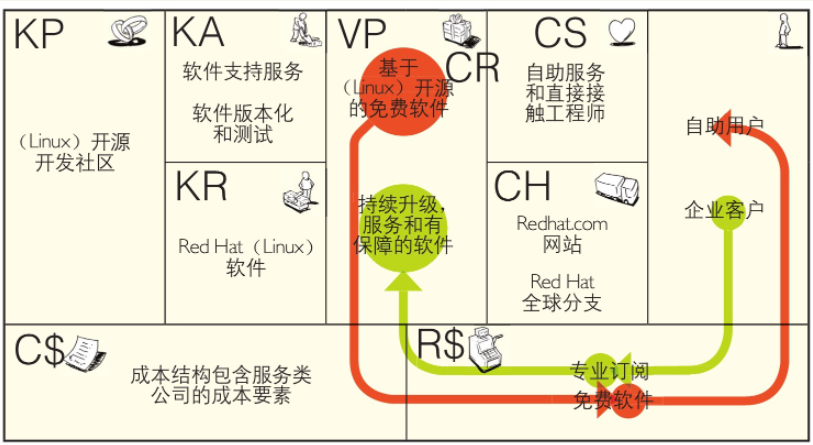 KP
（Linux）开源
开发社区
KA
软件支持服务
软件版本化
和测试
KR
Red Hat（Linux）
软件
VP
基于
（Linux）开源
的免费软件
持续升级，
服务和有
保障的软件
CR
CS
自助服务
和直接接
触工程师
CH
Redhat.com
网站
Red Hat
全球分支
自助用户
企业客户
C$
成本结构包含服务类
公司的成本要素
R$
专业订阅
免费软件